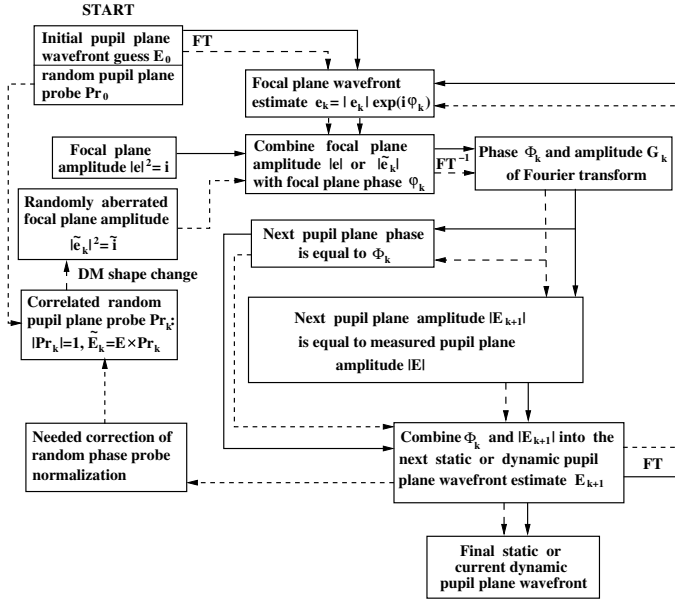 START
Initial pupil plane
wavefront guess E₀
random pupil plane
probe Pr₀
FT
Focal plane wavefront
estimate eₖ= | eₖ| exp(iφₖ)
Focal plane
amplitude |e|²= i
Combine focal plane
amplitude |e| or |ẽₖ|
with focal plane phase φₖ
FT⁻¹
Phase Φₖ and amplitude Gₖ
of Fourier transform
Randomly aberrated
focal plane amplitude
|ẽₖ|²= ĩ
Next pupil plane phase
is equal to Φₖ
DM shape change
Correlated random
pupil plane probe Prₖ:
|Prₖ|=1, Ẽₖ=E×Prₖ
Next pupil plane amplitude |Eₖ₊₁|
is equal to measured pupil plane
amplitude |E|
Needed correction of
random phase probe
normalization
Combine Φₖ and |Eₖ₊₁| into the
next static or dynamic pupil
plane wavefront estimate Eₖ₊₁
FT
Final static or
current dynamic
pupil plane wavefront